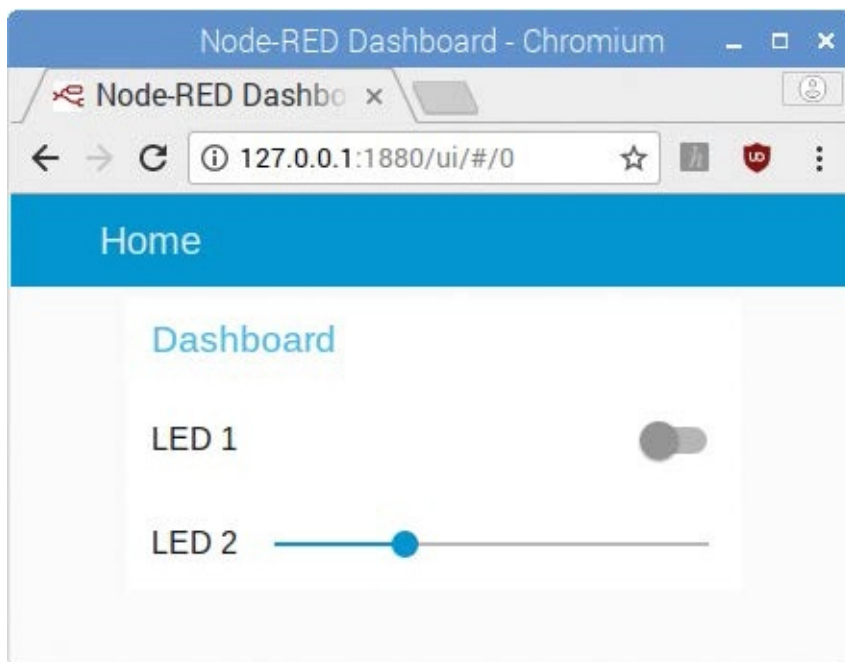 Node-RED Dashboard - Chromium
Node-RED Dashbo
127.0.0.1:1880/ui/#/0
Home
Dashboard
LED 1
LED 2